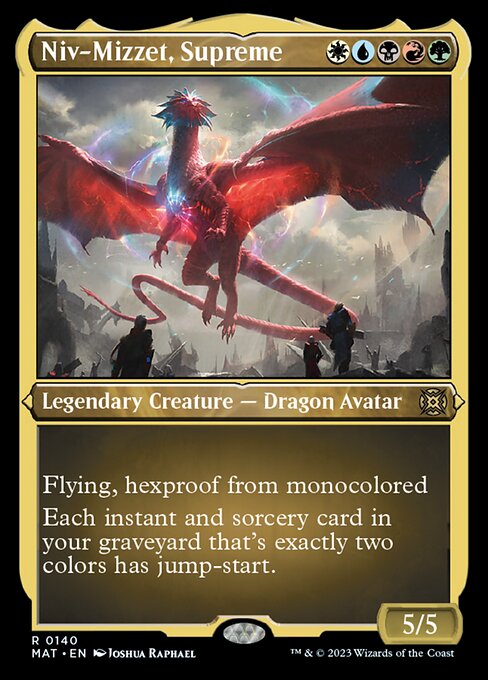 Niv-Mizzet, Supreme
Legendary Creature — Dragon Avatar
Flying, hexproof from monocolored
Each instant and sorcery card in
your graveyard that's exactly two
colors has jump-start.
5/5
R 0140
MAT • EN Joshua Raphael
™ & © 2023 Wizards of the Coast